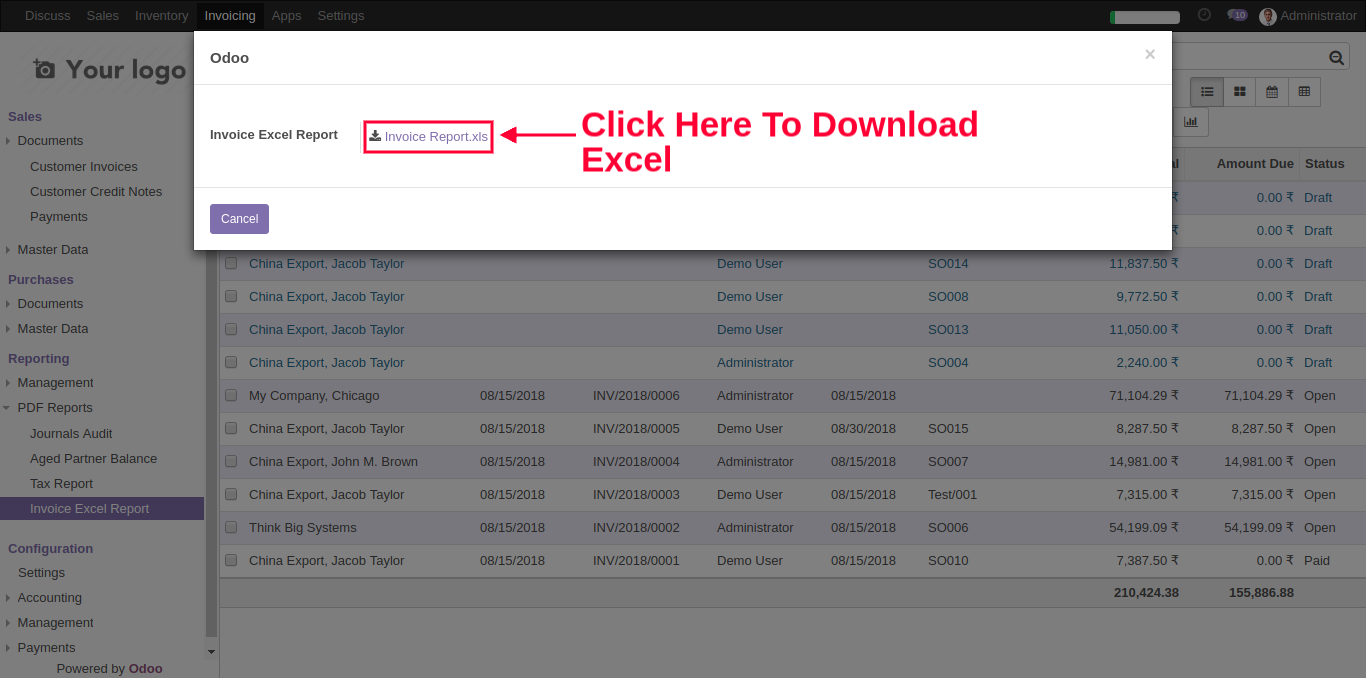 Discuss Sales Inventory Invoicing Apps Settings 10 Administrator
Your logo
Odoo ×
Invoice Excel Report Invoice Report.xls Click Here To Download
Excel
Cancel
Sales
Documents
Customer Invoices
Customer Credit Notes
Payments
Master Data
Purchases
Documents
Master Data
Reporting
Management
PDF Reports
Journals Audit
Aged Partner Balance
Tax Report
Invoice Excel Report
Configuration
Settings
Accounting
Management
Payments
Powered by Odoo
Amount Due Status
₹ 0.00 ₹ Draft
₹ 0.00 ₹ Draft
China Export, Jacob Taylor Demo User SO014 11,837.50 ₹ 0.00 ₹ Draft
China Export, Jacob Taylor Demo User SO008 9,772.50 ₹ 0.00 ₹ Draft
China Export, Jacob Taylor Demo User SO013 11,050.00 ₹ 0.00 ₹ Draft
China Export, Jacob Taylor Administrator SO004 2,240.00 ₹ 0.00 ₹ Draft
My Company, Chicago 08/15/2018 INV/2018/0006 Administrator 08/15/2018 71,104.29 ₹ 71,104.29 ₹ Open
China Export, Jacob Taylor 08/15/2018 INV/2018/0005 Demo User 08/30/2018 SO015 8,287.50 ₹ 8,287.50 ₹ Open
China Export, John M. Brown 08/15/2018 INV/2018/0004 Administrator 08/15/2018 SO007 14,981.00 ₹ 14,981.00 ₹ Open
China Export, Jacob Taylor 08/15/2018 INV/2018/0003 Demo User 08/15/2018 Test/001 7,315.00 ₹ 7,315.00 ₹ Open
Think Big Systems 08/15/2018 INV/2018/0002 Administrator 08/15/2018 SO006 54,199.09 ₹ 54,199.09 ₹ Open
China Export, Jacob Taylor 08/15/2018 INV/2018/0001 Demo User 08/15/2018 SO010 7,387.50 ₹ 0.00 ₹ Paid
210,424.38 155,886.88